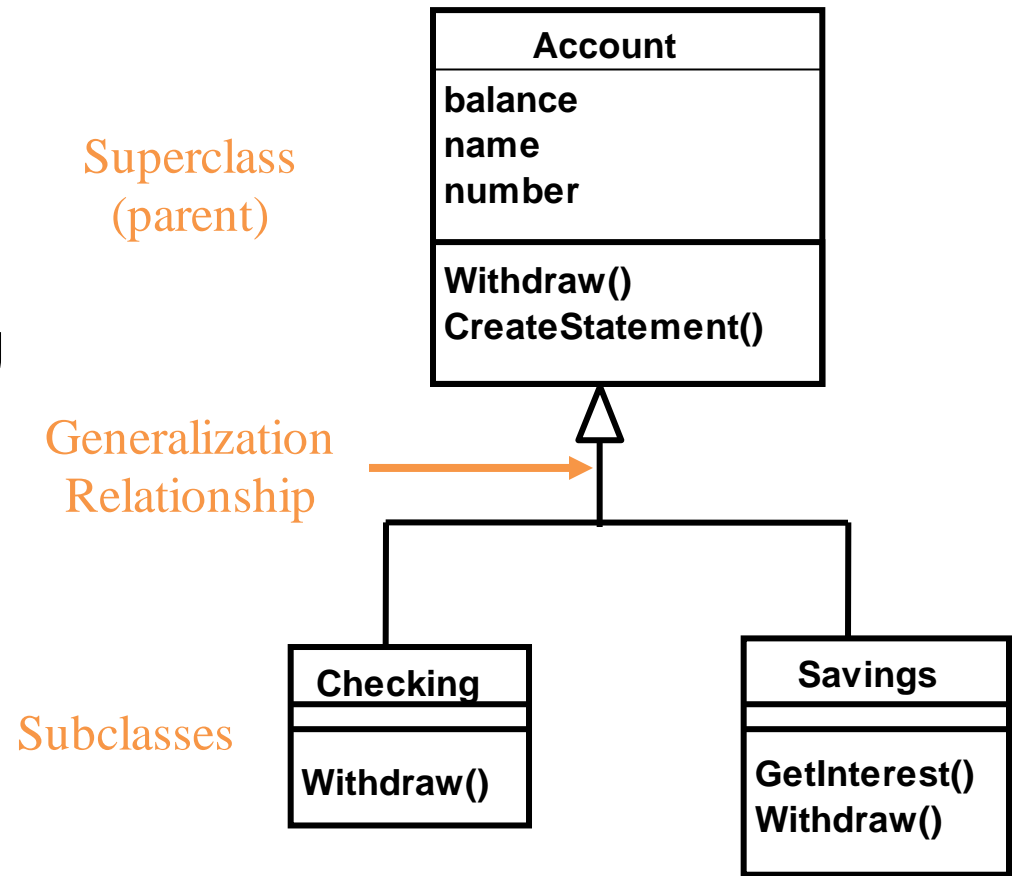 Account
balance
name
number
Superclass
(parent)
Withdraw()
CreateStatement()
Generalization
Relationship
Checking
Savings
Subclasses
Withdraw()
GetInterest()
Withdraw()